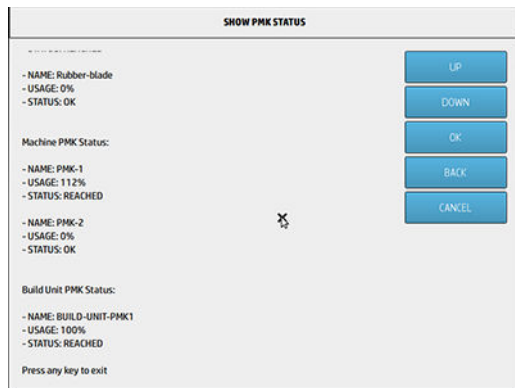 SHOW PMK STATUS
- NAME: Rubber-blade
- USAGE: 0%
- STATUS: OK
Machine PMK Status:
- NAME: PMK-1
- USAGE: 112%
- STATUS: REACHED
- NAME: PMK-2
- USAGE: 0%
- STATUS: OK
Build Unit PMK Status:
- NAME: BUILD-UNIT-PMK1
- USAGE: 100%
- STATUS: REACHED
Press any key to exit
UP
DOWN
OK
BACK
CANCEL